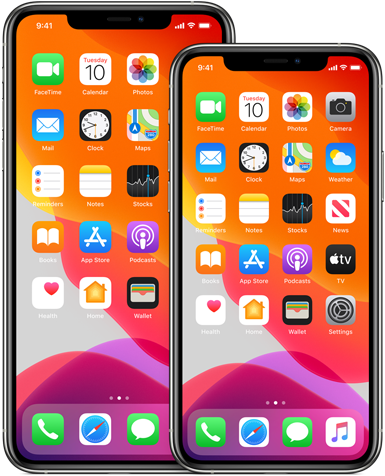 9:41
Tuesday
10
FaceTime Calendar Photos
Mail Clock Maps
Reminders Notes Stocks
Books App Store Podcasts
Health Home Wallet
9:41
Tuesday
10
FaceTime Calendar Photos Camera
Mail Clock Maps Weather
Reminders Notes Stocks News
tv
Books App Store Podcasts TV
Health Home Wallet Settings